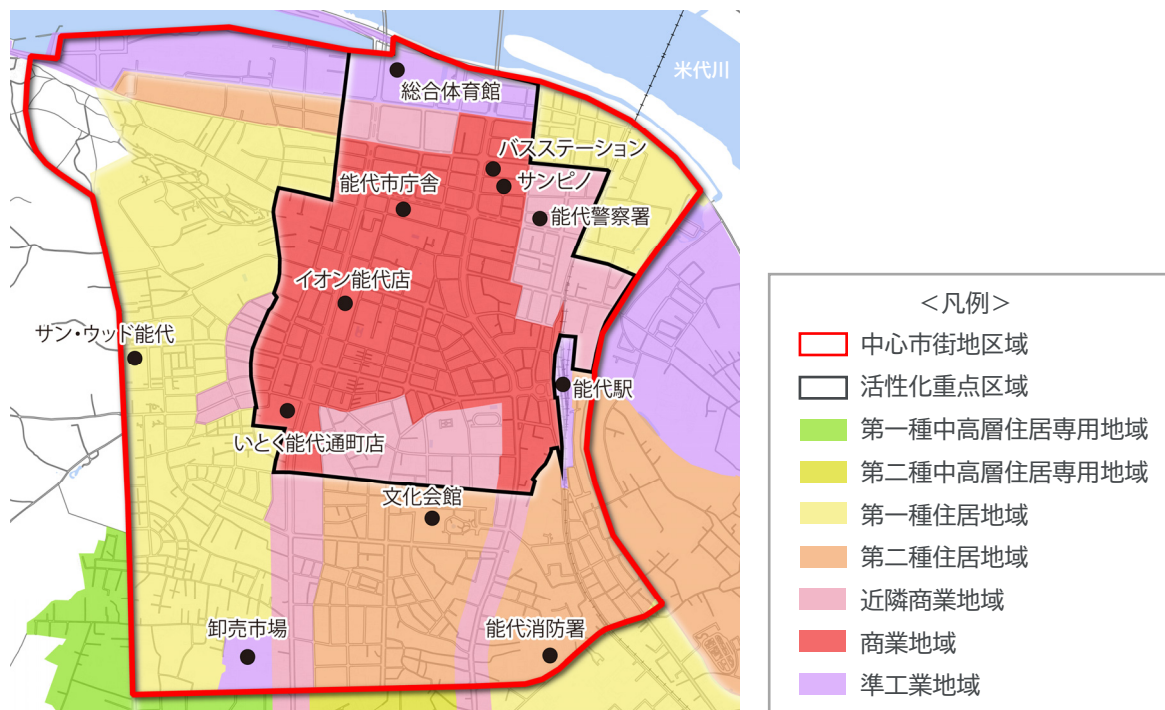 米代川
総合体育館
バスステーション
サンピノ
能代市庁舎
能代警察署
イオン能代店
サン・ウッド能代
能代駅
いとく能代通町店
文化会館
卸売市場
能代消防署
＜凡例＞
中心市街地区域
活性化重点区域
第一種中高層住居専用地域
第二種中高層住居専用地域
第一種住居地域
第二種住居地域
近隣商業地域
商業地域
準工業地域